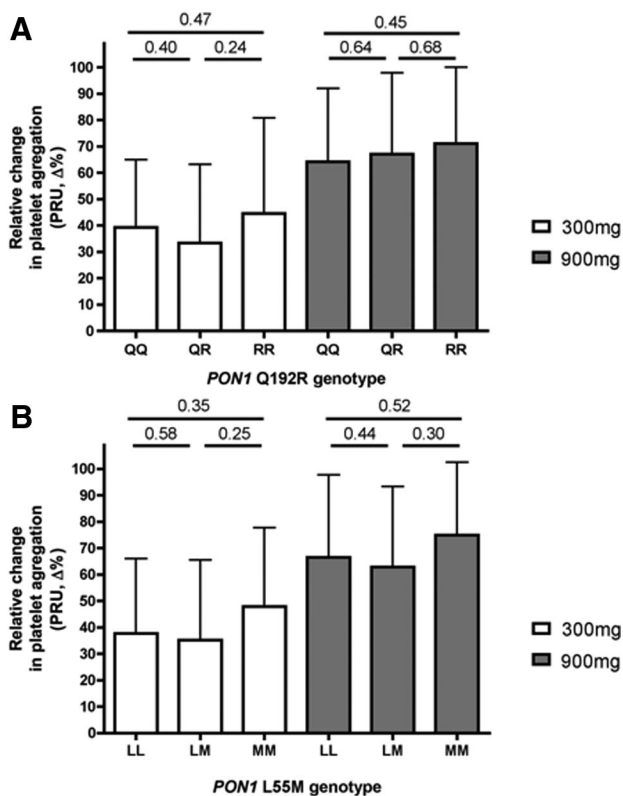 A
0.47
0.45
0.40
0.24
0.64
0.68
Relative change
in platelet agregation
(PRU, Δ%)
100
90
80
70
60
50
40
30
20
10
0
QQ
QR
RR
QQ
QR
RR
PON1 Q192R genotype
300mg
900mg
B
0.35
0.52
0.58
0.25
0.44
0.30
Relative change
in platelet agregation
(PRU, Δ%)
100
90
80
70
60
50
40
30
20
10
0
LL
LM
MM
LL
LM
MM
PON1 L55M genotype
300mg
900mg